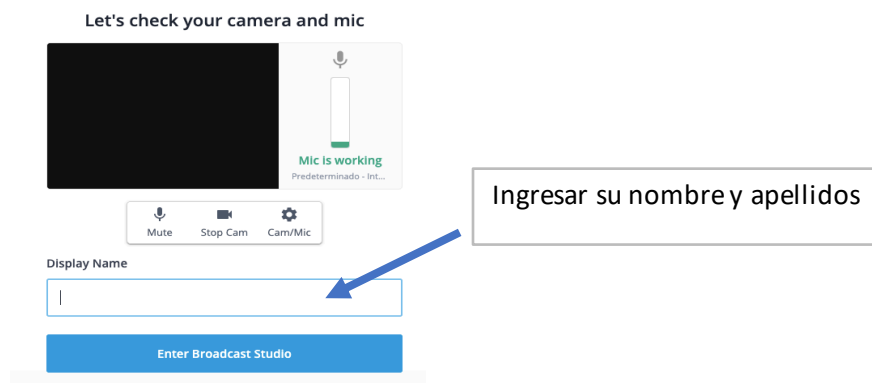 Let's check your camera and mic
Mic is working
Predeterminado - Int...
Mute Stop Cam Cam/Mic
Display Name
Ingresar su nombre y apellidos
Enter Broadcast Studio